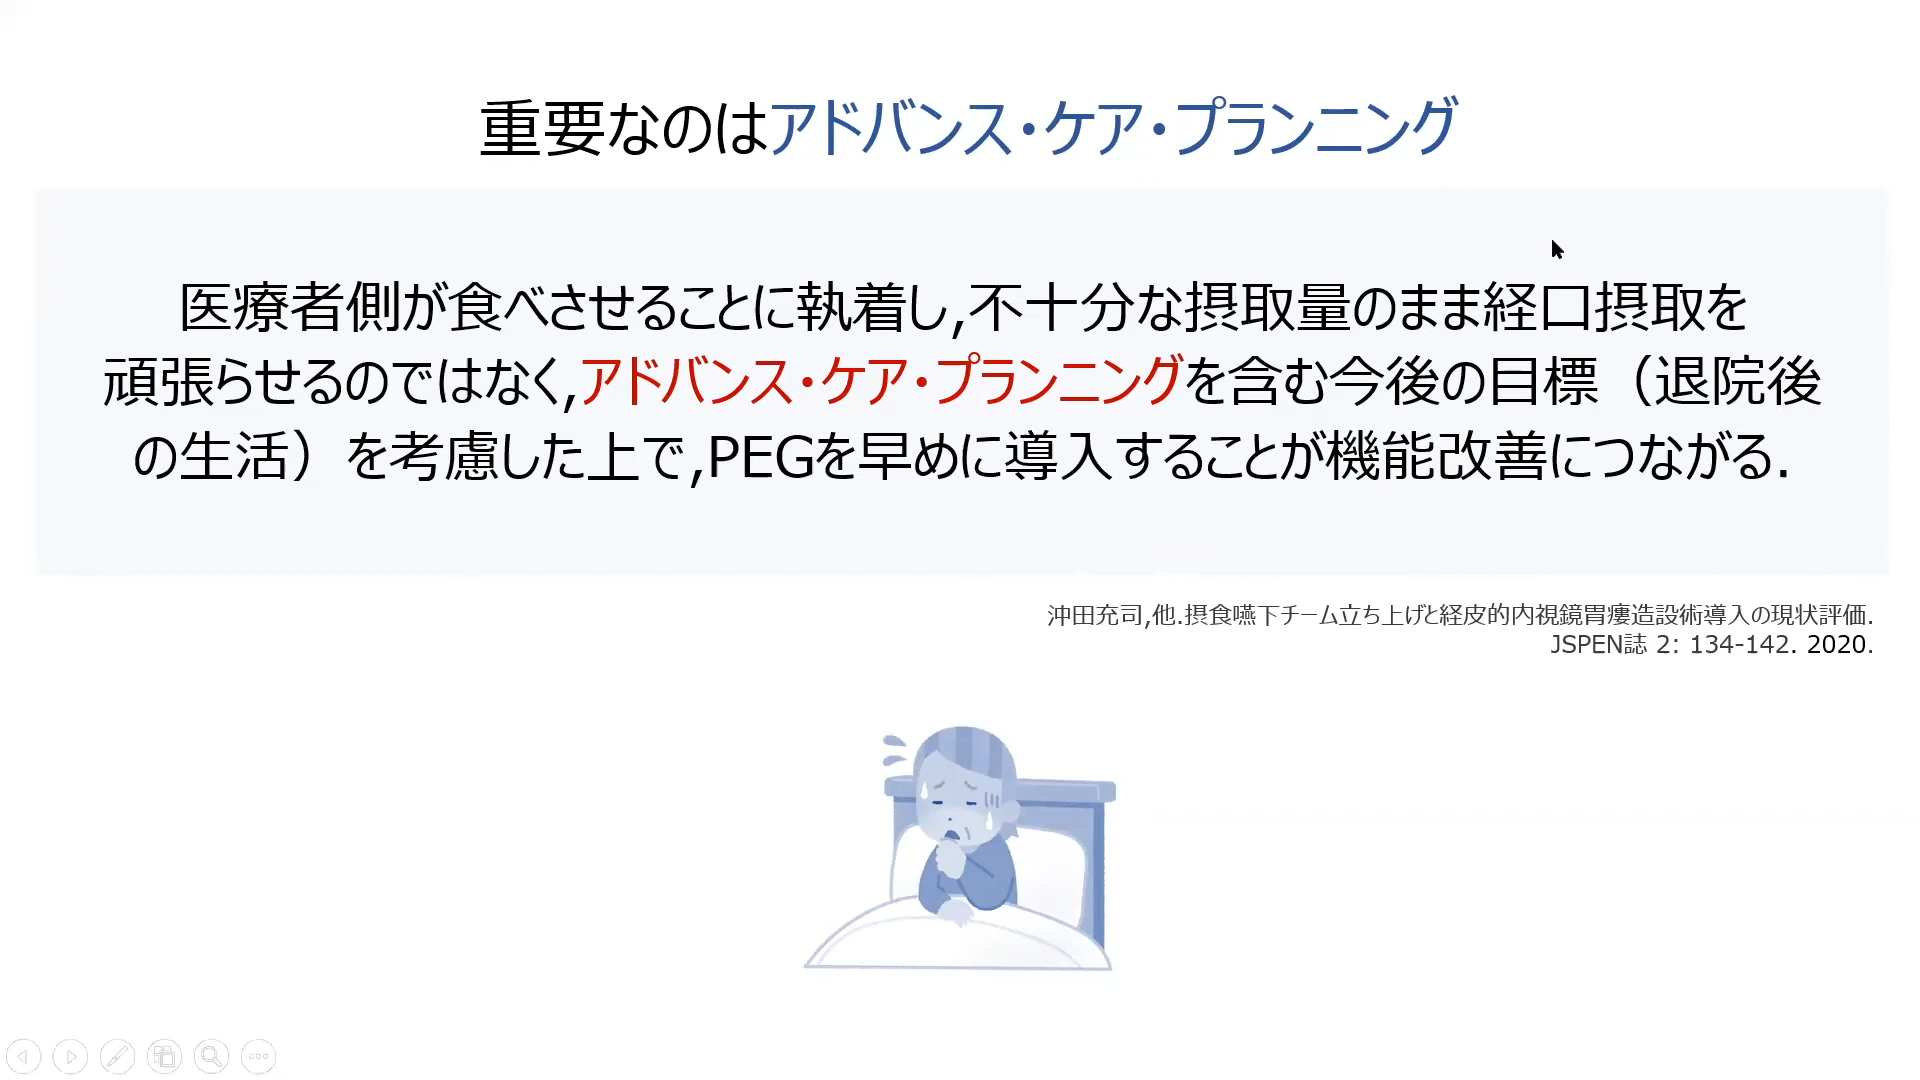 重要なのはアドバンス・ケア・プランニング
医療者側が食べさせることに執着し,不十分な摂取量のまま経口摂取を
頑張らせるのではなく,アドバンス・ケア・プランニングを含む今後の目標（退院後
の生活）を考慮した上で,PEGを早めに導入することが機能改善につながる.
沖田充司,他.摂食嚥下チーム立ち上げと経皮的内視鏡胃瘻造設術導入の現状評価.
JSPEN誌 2: 134-142. 2020.